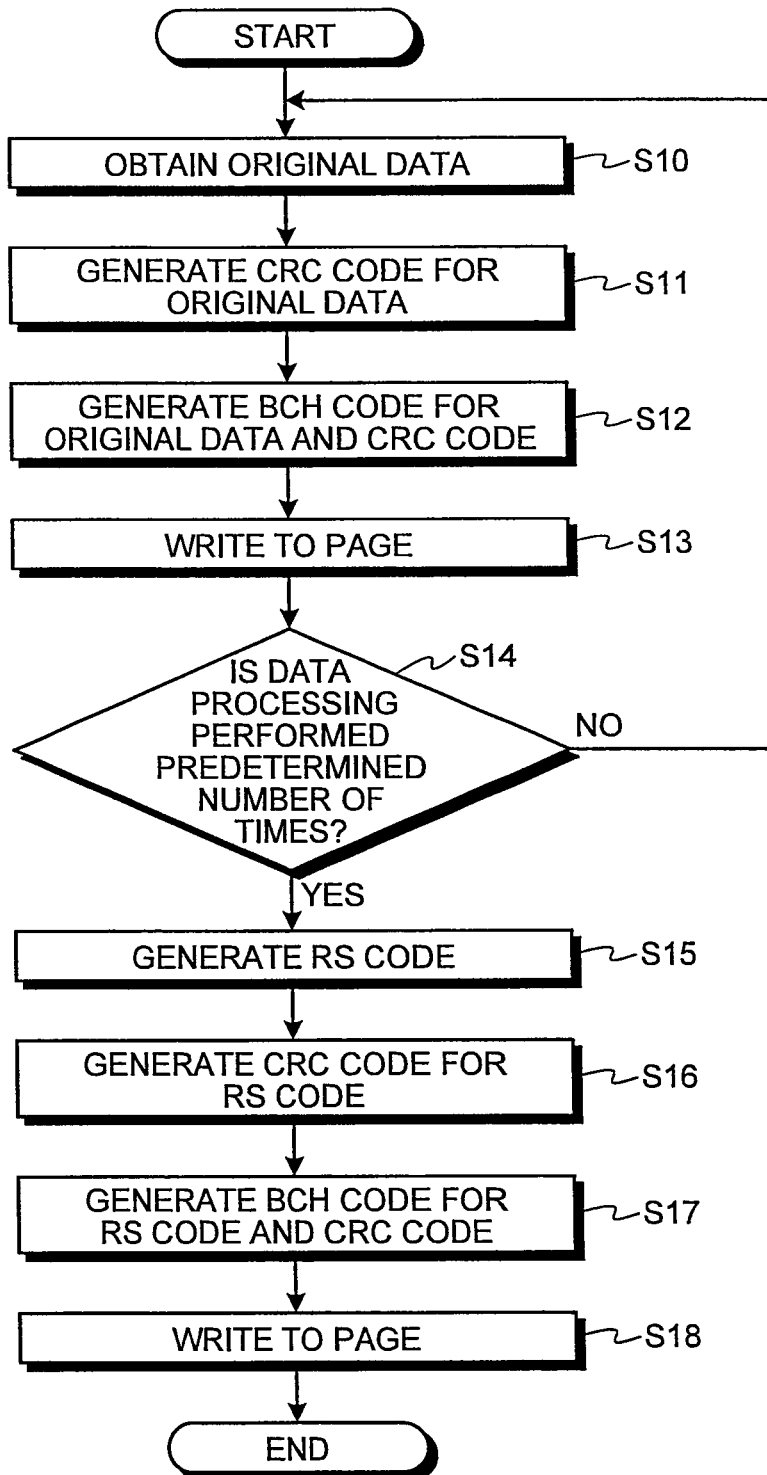 START
OBTAIN ORIGINAL DATA
S10
GENERATE CRC CODE FOR
ORIGINAL DATA
S11
GENERATE BCH CODE FOR
ORIGINAL DATA AND CRC CODE
S12
WRITE TO PAGE
S13
S14
IS DATA
PROCESSING
PERFORMED
PREDETERMINED
NUMBER OF
TIMES?
NO
YES
GENERATE RS CODE
S15
GENERATE CRC CODE FOR
RS CODE
S16
GENERATE BCH CODE FOR
RS CODE AND CRC CODE
S17
WRITE TO PAGE
S18
END